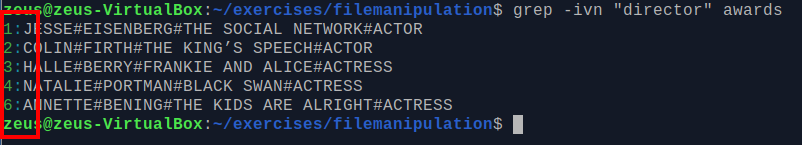 zeus@zeus-VirtualBox:~/exercises/filemanipulation$ grep -ivn "director" awards
1:JESSE#EISENBERG#THE SOCIAL NETWORK#ACTOR
2:COLIN#FIRTH#THE KING’S SPEECH#ACTOR
3:HALLE#BERRY#FRANKIE AND ALICE#ACTRESS
4:NATALIE#PORTMAN#BLACK SWAN#ACTRESS
6:ANNETTE#BENING#THE KIDS ARE ALRIGHT#ACTRESS
zeus@zeus-VirtualBox:~/exercises/filemanipulation$